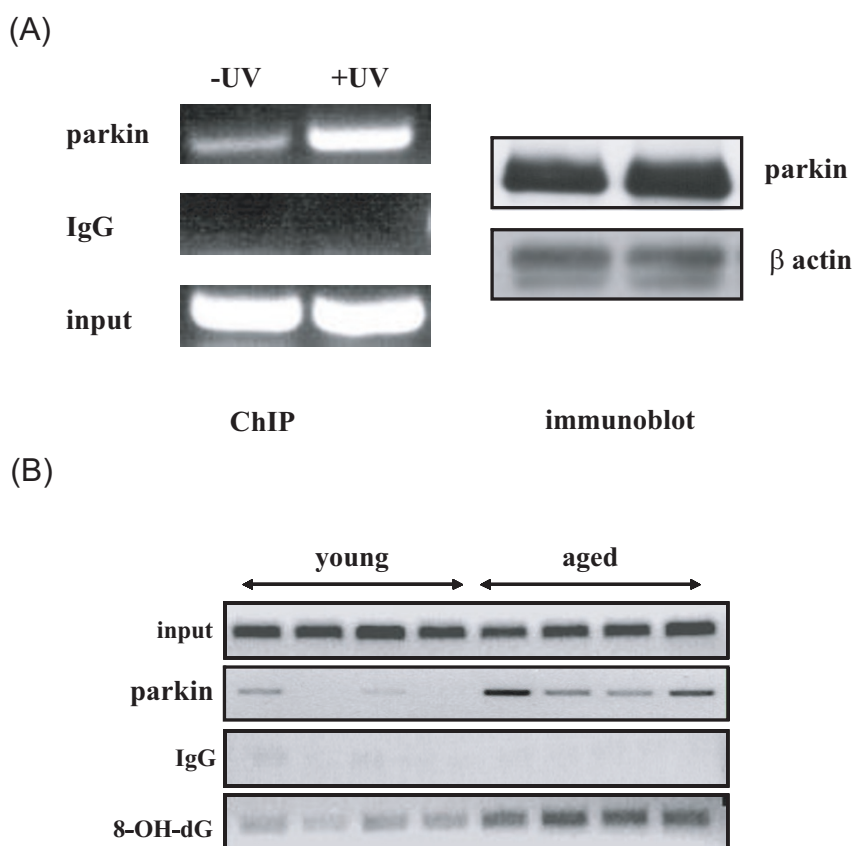 (A)
-UV +UV
parkin
IgG
input
parkin
β actin
ChIP immunoblot
(B)
young aged
input
parkin
IgG
8-OH-dG